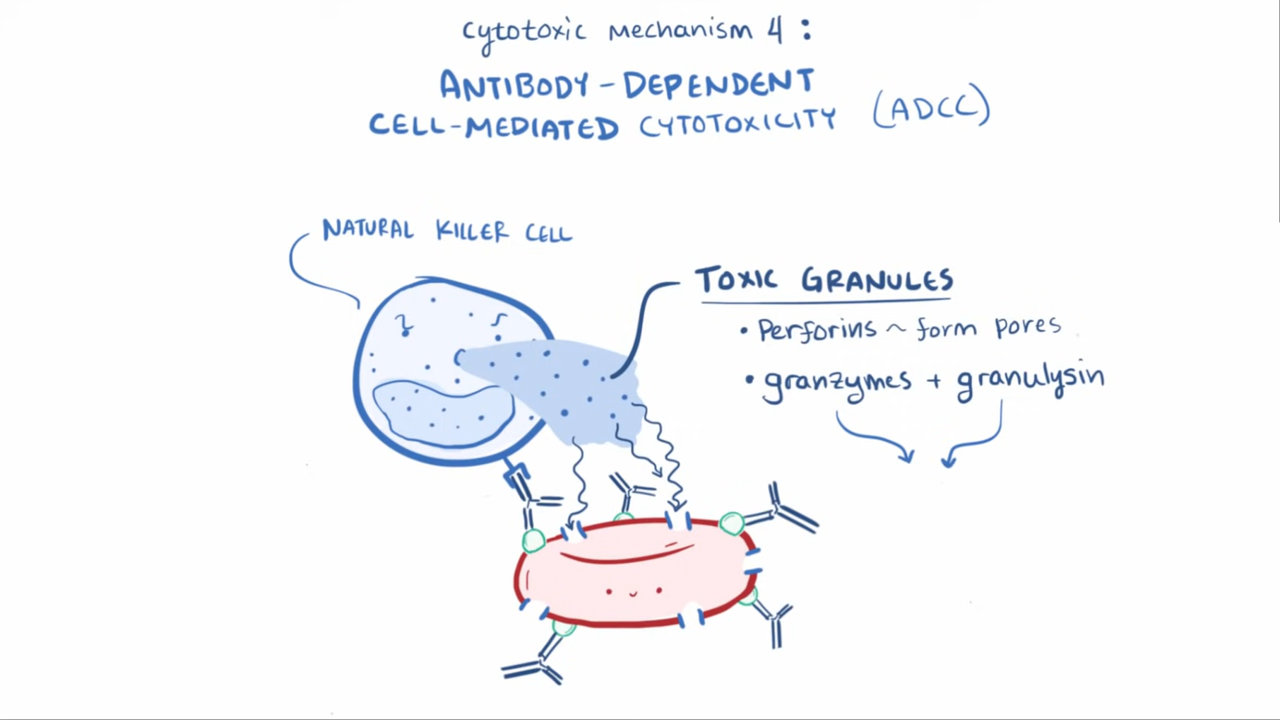 cytotoxic mechanism 4 :
ANTIBODY - DEPENDENT
CELL-MEDIATED CYTOTOXICITY (ADCC)
NATURAL KILLER CELL
TOXIC GRANULES
• Perforins ~ form pores
• granzymes + granulysin